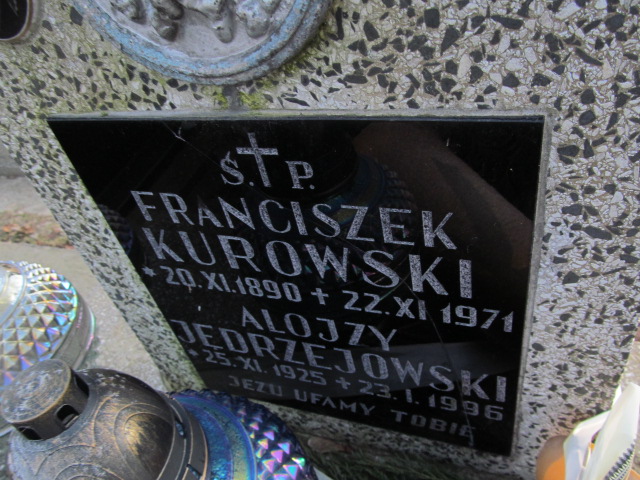 Ś. P.
FRANCISZEK
KUROWSKI
* 20.XI.1890 + 22.XI 1971
ALOJZY
JĘDRZEJOWSKI
* 25.XI.1925 + 23.I.1996
JEZU UFAMY TOBIE